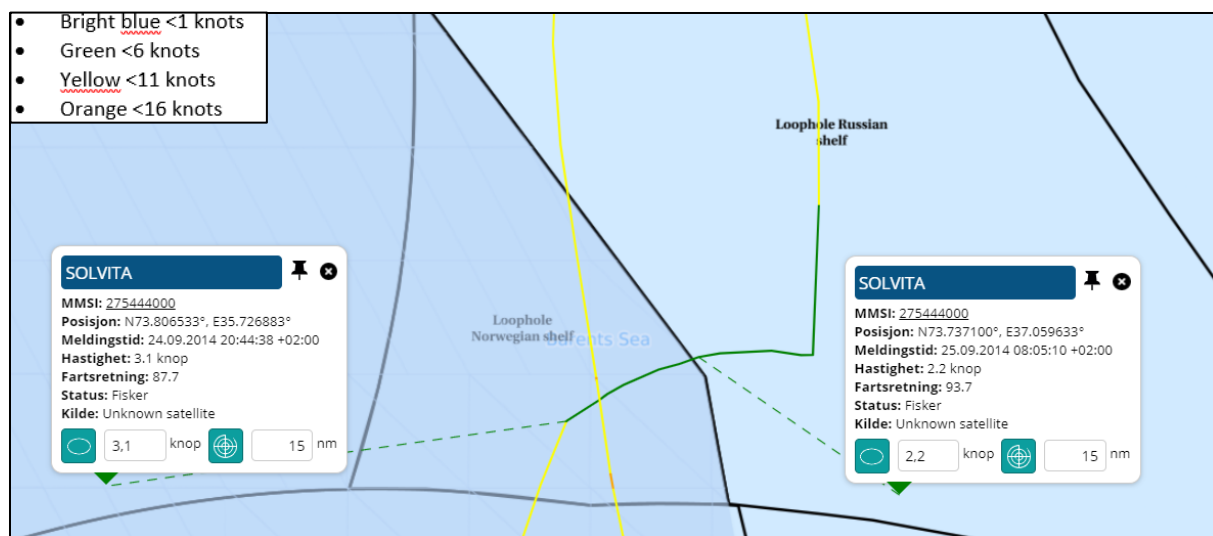 • Bright blue <1 knots
• Green <6 knots
• Yellow <11 knots
• Orange <16 knots
Loophole Russian
shelf
Loophole
Norwegian shelf
Barents Sea
SOLVITA
MMSI: 275444000
Posisjon: N73.806533°, E35.726883°
Meldingstid: 24.09.2014 20:44:38 +02:00
Hastighet: 3.1 knop
Fartsretning: 87.7
Status: Fisker
Kilde: Unknown satellite
3,1 knop 15 nm
SOLVITA
MMSI: 275444000
Posisjon: N73.737100°, E37.059633°
Meldingstid: 25.09.2014 08:05:10 +02:00
Hastighet: 2.2 knop
Fartsretning: 93.7
Status: Fisker
Kilde: Unknown satellite
2,2 knop 15 nm